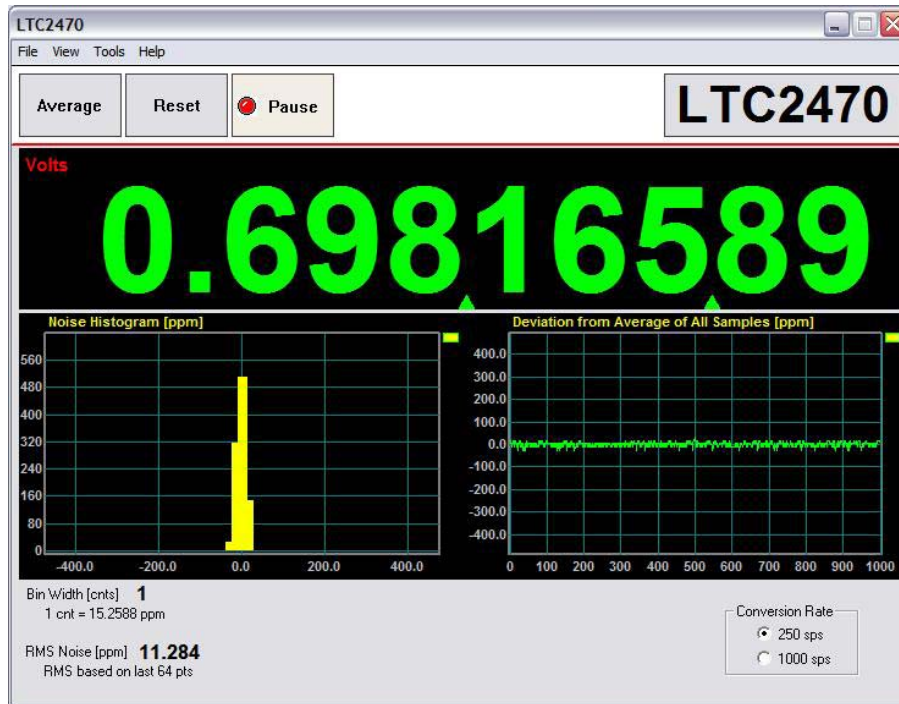 LTC2470
File View Tools Help
Average Reset Pause LTC2470
Volts
0.69816589
Noise Histogram [ppm]
560
480
400
320
240
160
80
0
-400.0 -200.0 0.0 200.0 400.0
Deviation from Average of All Samples [ppm]
400.0
300.0
200.0
100.0
0.0
-100.0
-200.0
-300.0
-400.0
0 100 200 300 400 500 600 700 800 900 1000
Bin Width [cnts] 1
1 cnt = 15.2588 ppm
RMS Noise [ppm] 11.284
RMS based on last 64 pts
Conversion Rate
250 sps
1000 sps